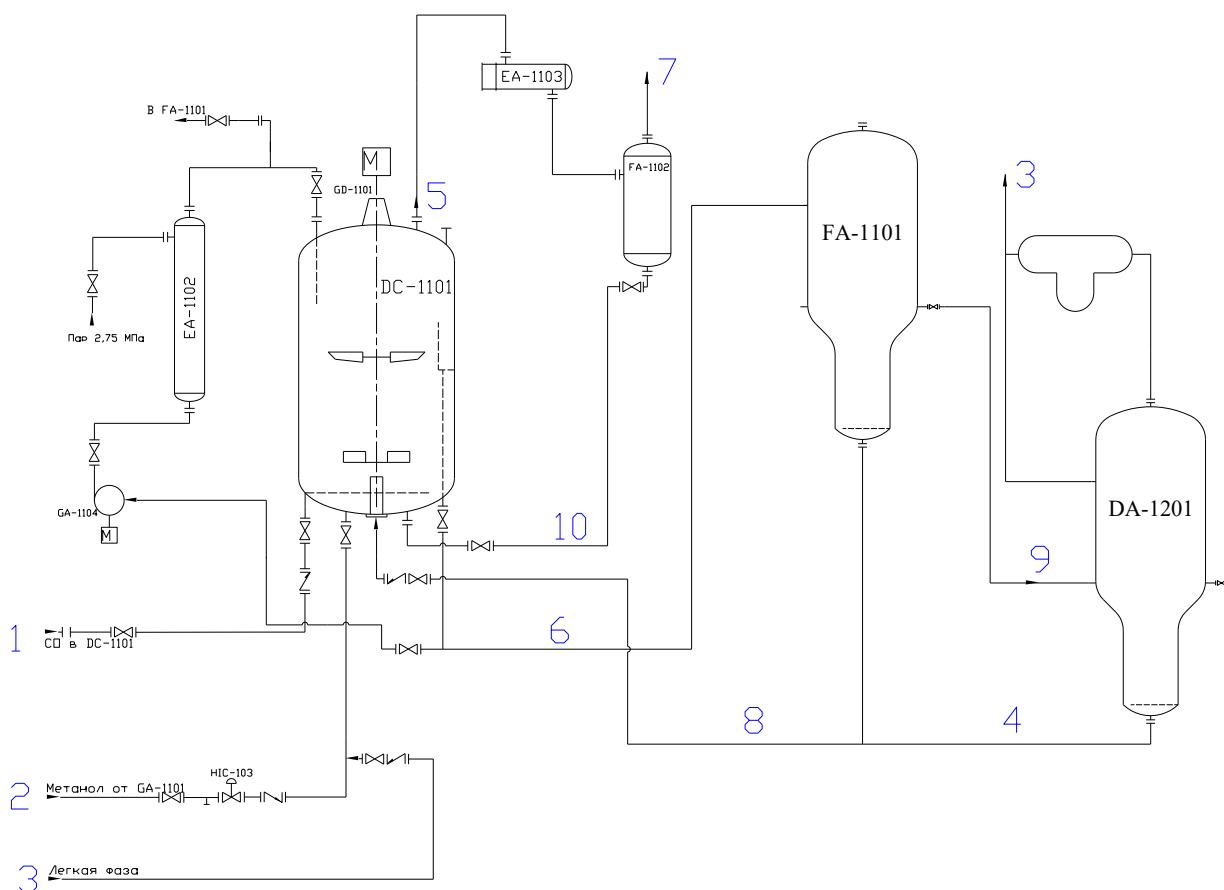 EA-1103
7
В FA-1101
FA-1102
M
GD-1101
5
3
FA-1101
DC-1101
EA-1102
Пар 2,75 МПа
DA-1201
GA-1104
M
10
9
1
СО в DC-1101
6
8
4
HIC-103
2
Метанол от GA-1101
3
Легкая фаза